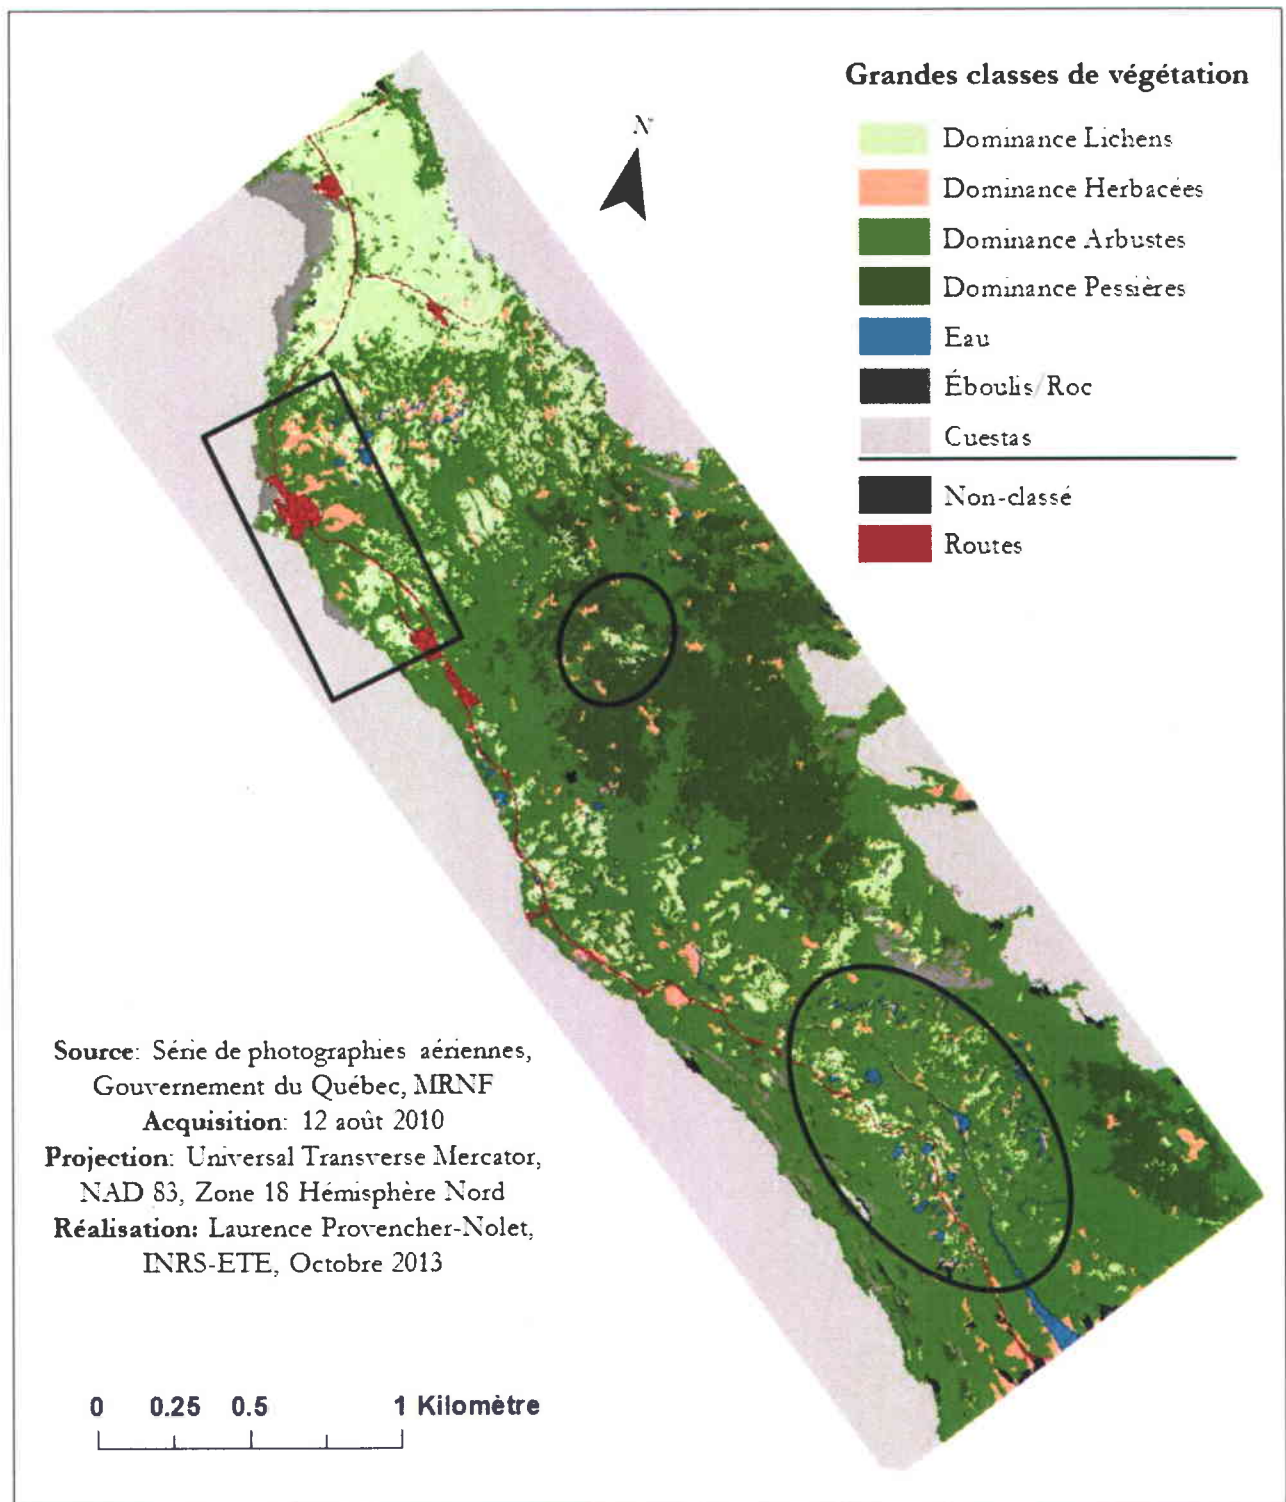 Grandes classes de végétation
N
Dominance Lichens
Dominance Herbacées
Dominance Arbustes
Dominance Pessières
Eau
Éboulis/Roc
Cuestas
Non-classé
Routes
Source: Série de photographies aériennes,
Gouvernement du Québec, MRNF
Acquisition: 12 août 2010
Projection: Universal Transverse Mercator,
NAD 83, Zone 18 Hémisphère Nord
Réalisation: Laurence Provencher-Nolet,
INRS-ETE, Octobre 2013
0 0.25 0.5 1 Kilomètre